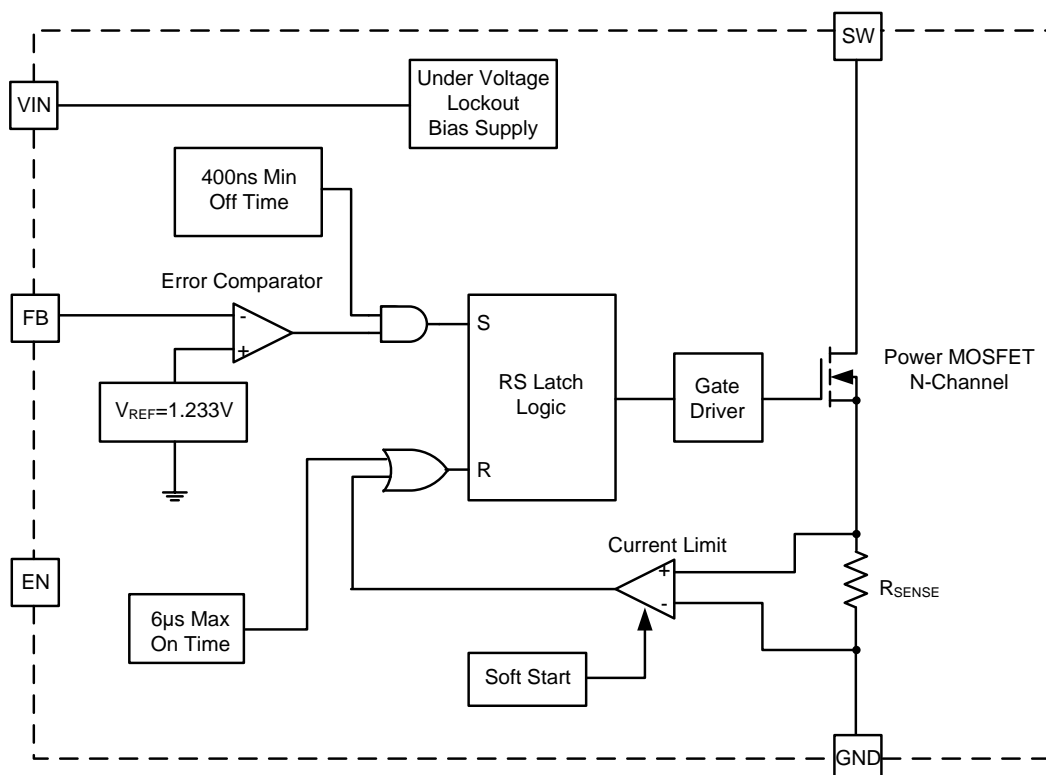 SW
VIN
Under Voltage
Lockout
Bias Supply
400ns Min
Off Time
Error Comparator
FB
-
+
S
RS Latch
Logic
Gate
Driver
Power MOSFET
N-Channel
VREF=1.233V
R
EN
Current Limit
+
-
RSENSE
6µs Max
On Time
Soft Start
GND